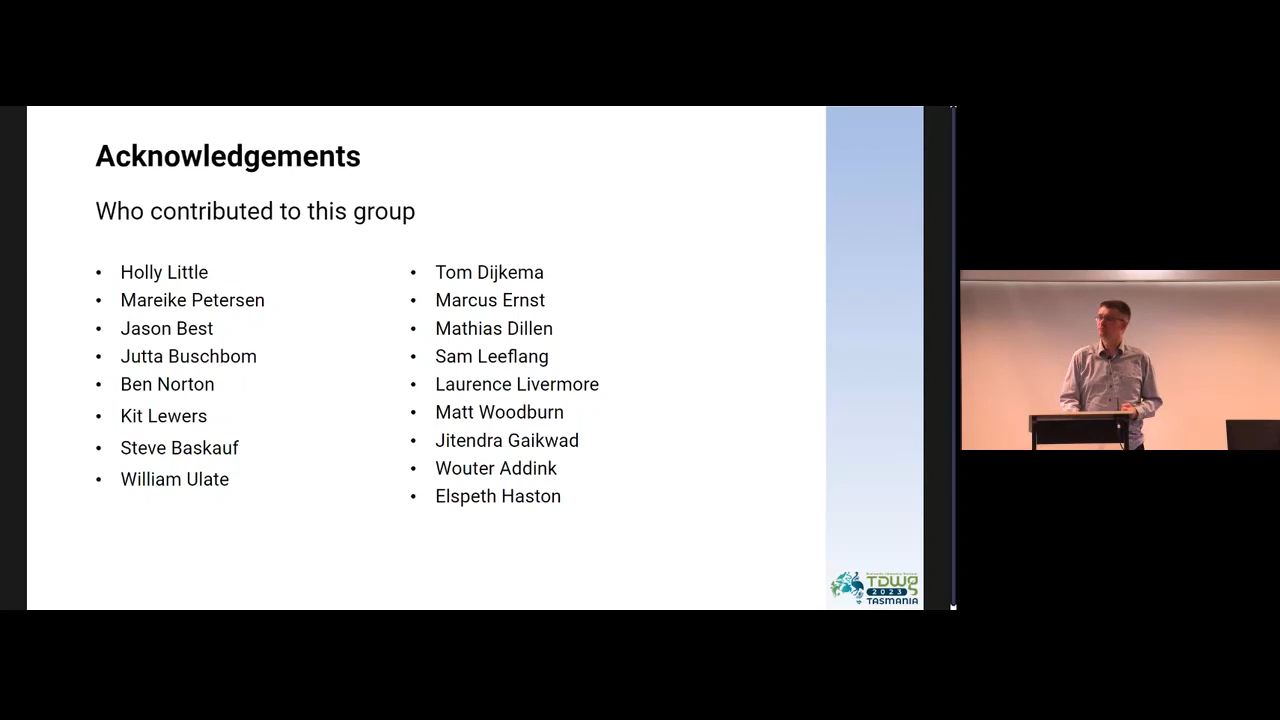 Acknowledgements
Who contributed to this group
• Holly Little
• Mareike Petersen
• Jason Best
• Jutta Buschbom
• Ben Norton
• Kit Lewers
• Steve Baskauf
• William Ulate
• Tom Dijkema
• Marcus Ernst
• Mathias Dillen
• Sam Leeflang
• Laurence Livermore
• Matt Woodburn
• Jitendra Gaikwad
• Wouter Addink
• Elspeth Haston
TDWG
2023
TASMANIA